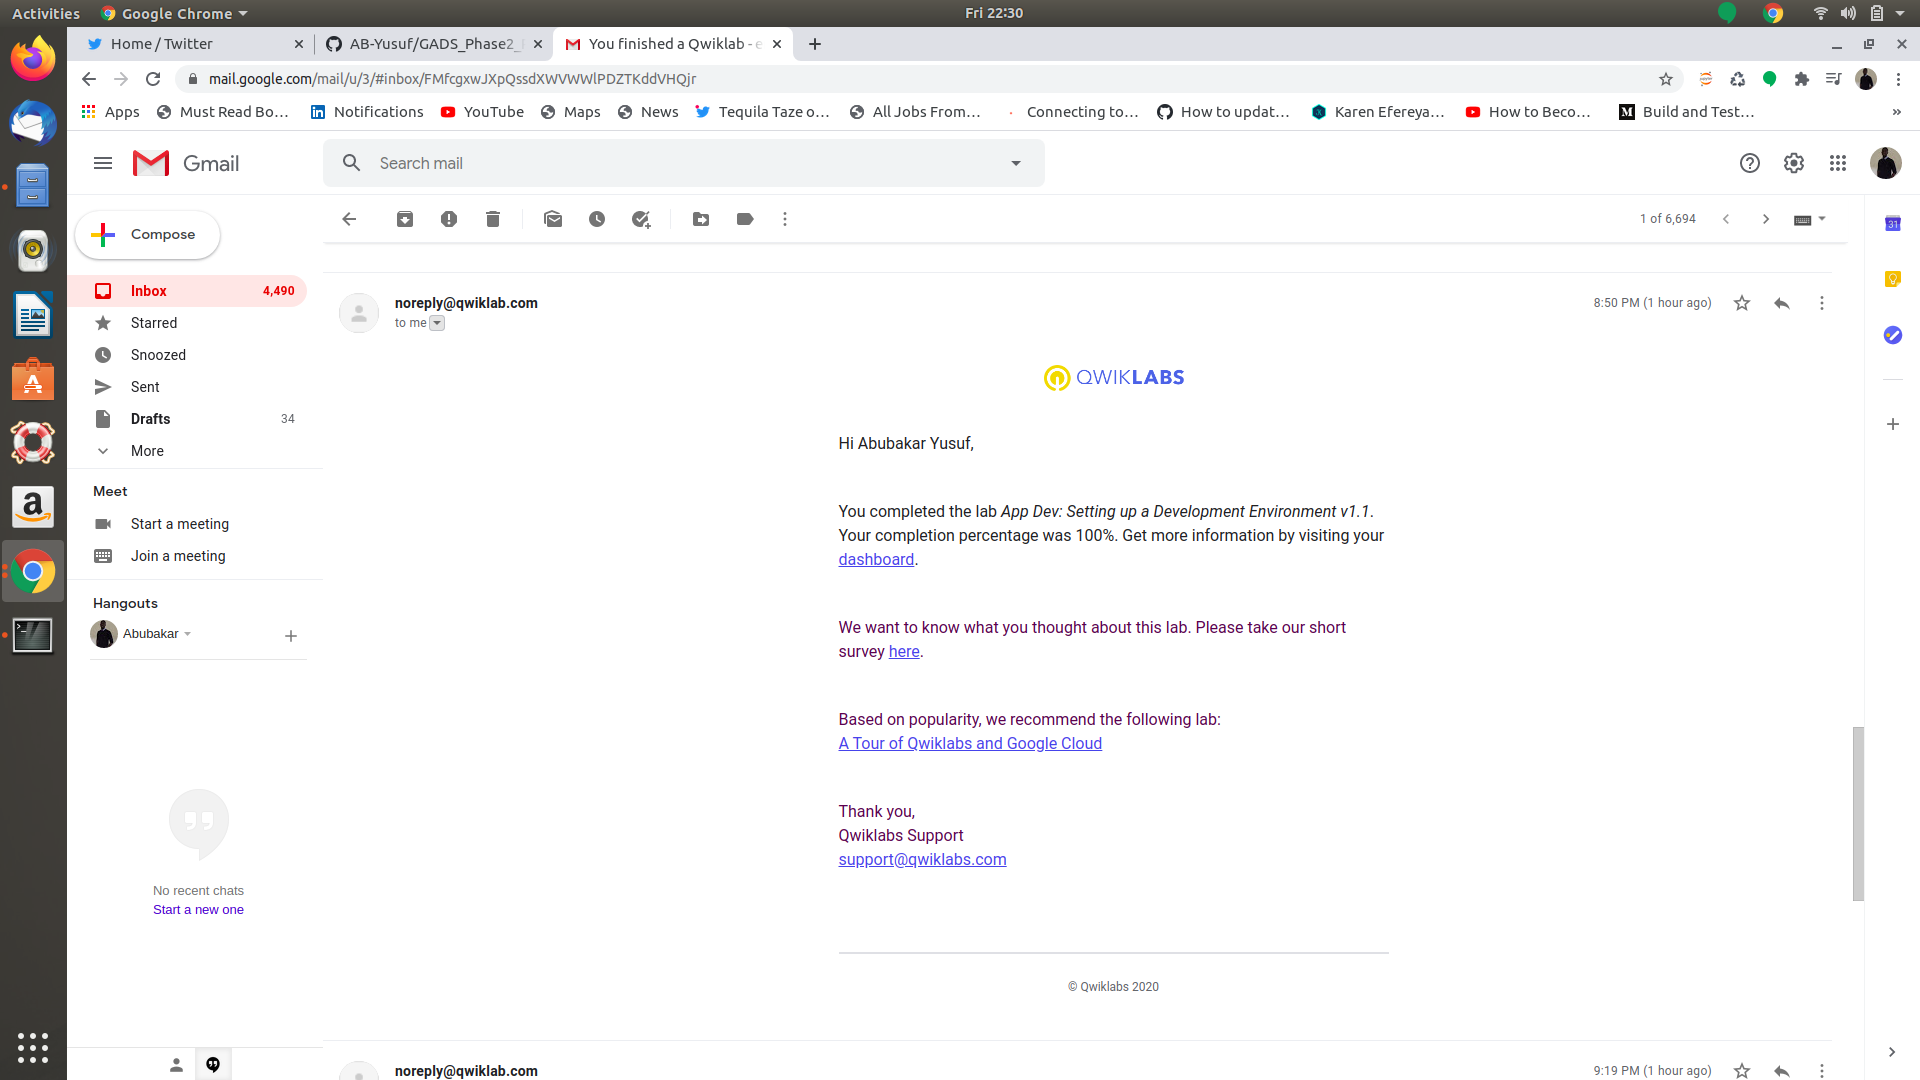 Activities
Google Chrome
Fri 22:30
Home / Twitter
AB-Yusuf/GADS_Phase2_
You finished a Qwiklab - e
mail.google.com/mail/u/3/#inbox/FMfcgxwJXpQssdXWVWWlPDZTKddVHQjr
Apps
Must Read Bo…
Notifications
YouTube
Maps
News
Tequila Taze o…
All Jobs From…
Connecting to…
How to updat…
Karen Efereya…
How to Beco…
Build and Test…
»
Gmail
Search mail
Compose
1 of 6,694
Inbox
4,490
Starred
Snoozed
Sent
Drafts
34
More
Meet
Start a meeting
Join a meeting
Hangouts
Abubakar
No recent chats
Start a new one
noreply@qwiklab.com
8:50 PM (1 hour ago)
to me
QWIKLABS
Hi Abubakar Yusuf,
You completed the lab App Dev: Setting up a Development Environment v1.1.
Your completion percentage was 100%. Get more information by visiting your
dashboard.
We want to know what you thought about this lab. Please take our short
survey here.
Based on popularity, we recommend the following lab:
A Tour of Qwiklabs and Google Cloud
Thank you,
Qwiklabs Support
support@qwiklabs.com
© Qwiklabs 2020
noreply@qwiklab.com
9:19 PM (1 hour ago)
31